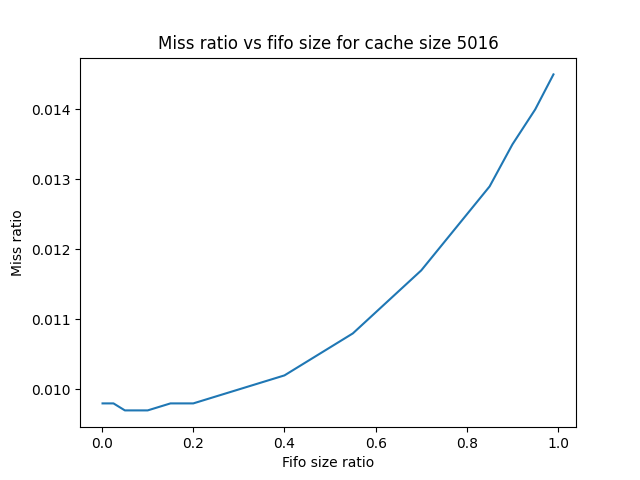 Miss ratio vs fifo size for cache size 5016
0.014
0.013
0.012
0.011
0.010
Miss ratio
0.0 0.2 0.4 0.6 0.8 1.0
Fifo size ratio